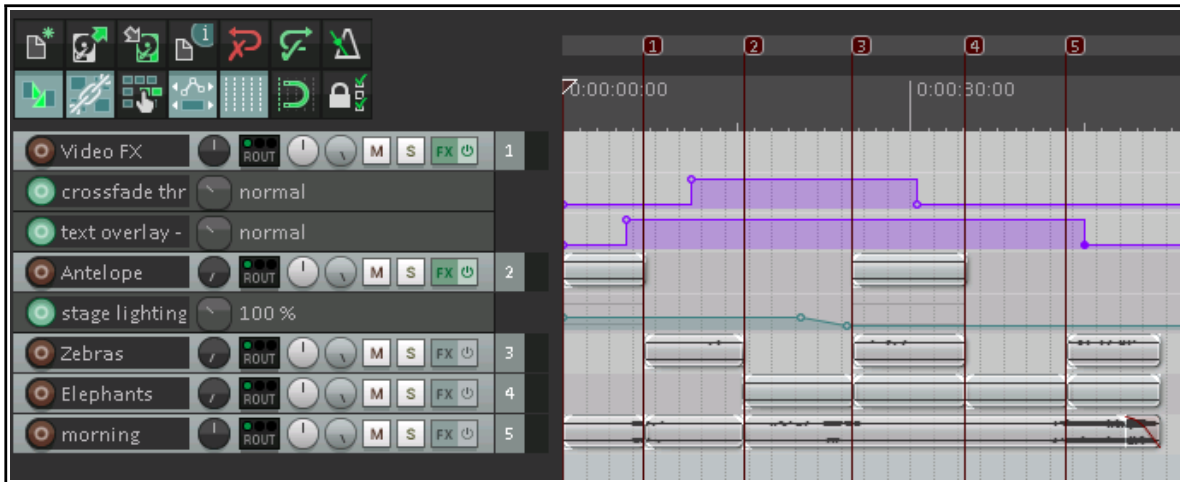 1 2 3 4 5
0:00:00:00 0:00:30:00
Video FX ROUT M S FX 1
crossfade thr normal
text overlay - normal
Antelope ROUT M S FX 2
stage lighting 100 %
Zebras ROUT M S FX 3
Elephants ROUT M S FX 4
morning ROUT M S FX 5